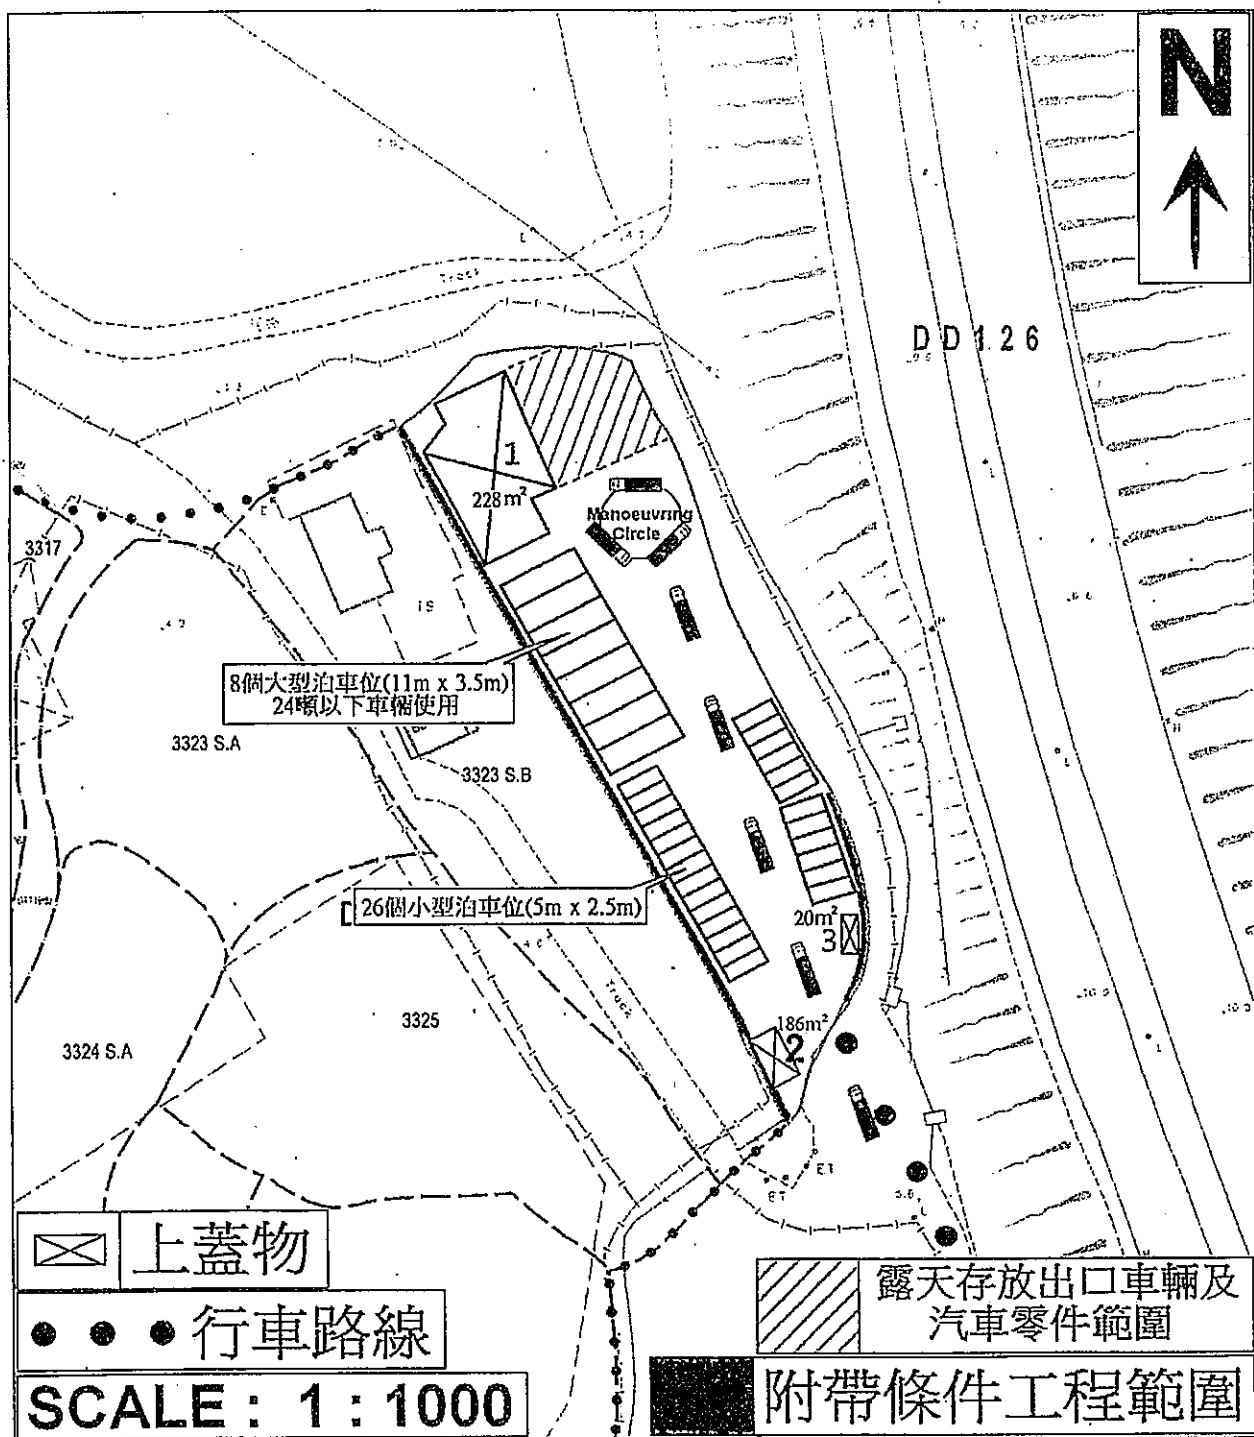 N
DD126
Track
1
228m²
Manoeuvring
Circle
3317
8個大型泊車位(11m x 3.5m)
24噸以下車輛使用
3323 S.A
3323 S.B
26個小型泊車位(5m x 2.5m)
20m²
3
Track
3325
186m²
2
3324 S.A
上蓋物
行車路線
SCALE : 1 : 1000
露天存放出口車輛及
汽車零件範圍
附帶條件工程範圍